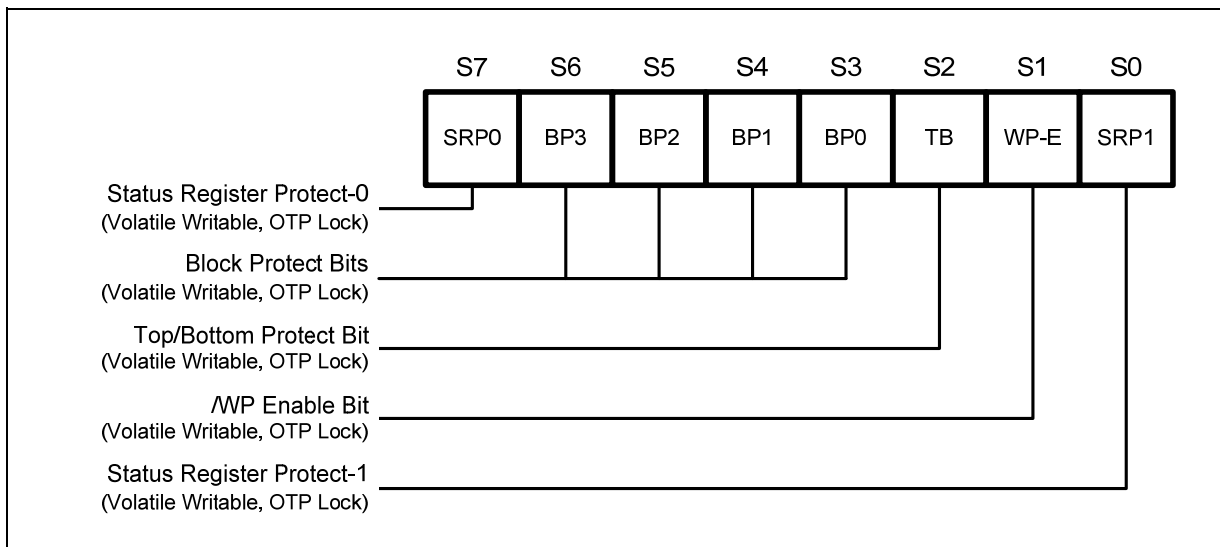 S7 S6 S5 S4 S3 S2 S1 S0
SRP0 BP3 BP2 BP1 BP0 TB WP-E SRP1
Status Register Protect-0
(Volatile Writable, OTP Lock)
Block Protect Bits
(Volatile Writable, OTP Lock)
Top/Bottom Protect Bit
(Volatile Writable, OTP Lock)
/WP Enable Bit
(Volatile Writable, OTP Lock)
Status Register Protect-1
(Volatile Writable, OTP Lock)